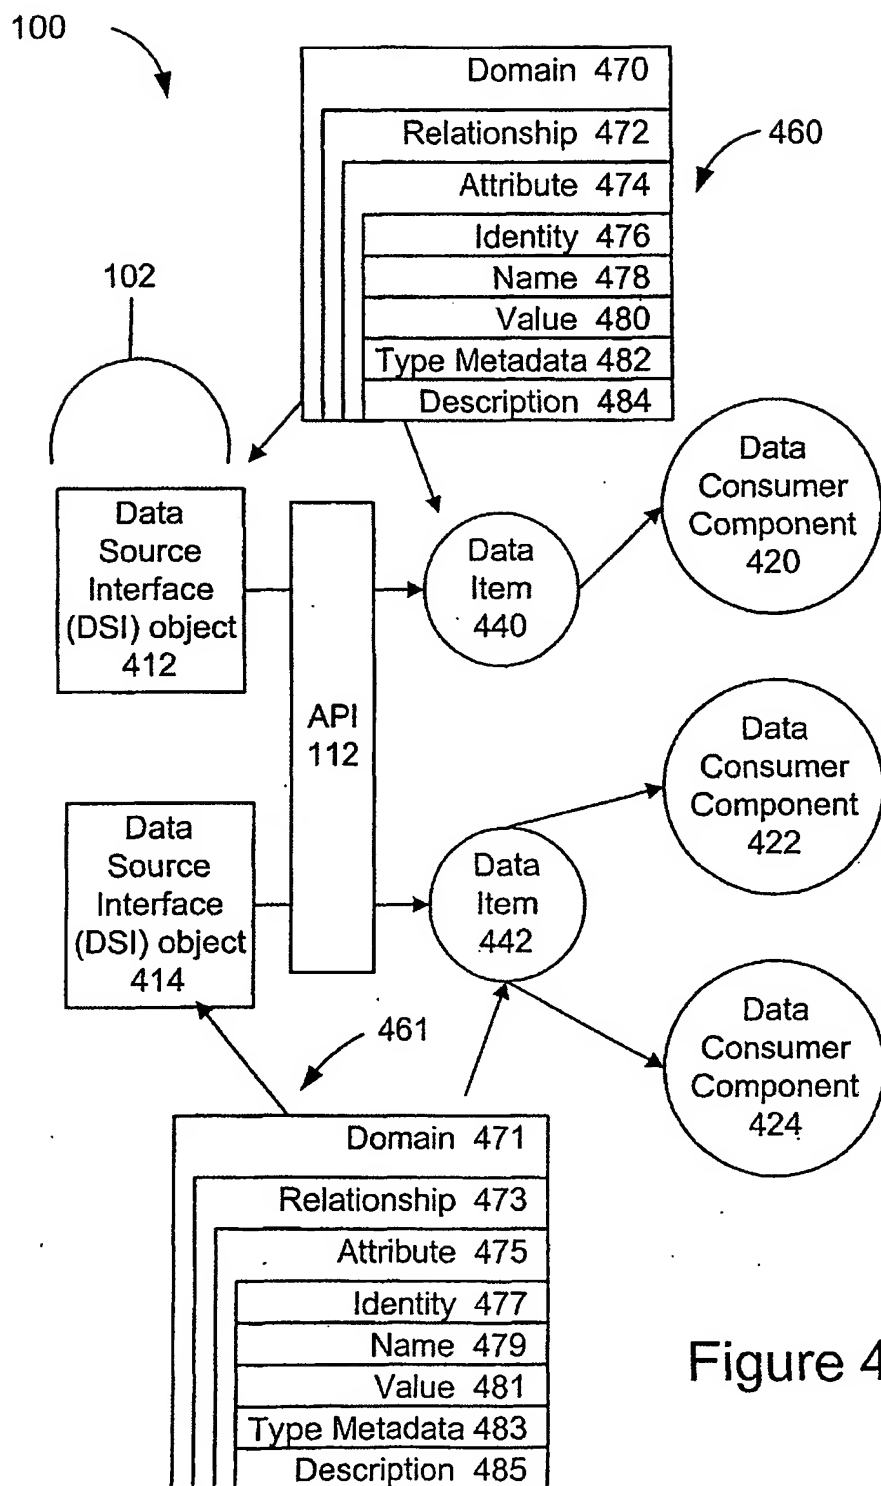 100
Domain 470
Relationship 472
460
Attribute 474
Identity 476
Name 478
Value 480
Type Metadata 482
Description 484
102
Data
Source
Interface
(DSI) object
412
API
112
Data
Item
440
Data
Consumer
Component
420
Data
Consumer
Component
422
Data
Source
Interface
(DSI) object
414
Data
Item
442
Data
Consumer
Component
424
461
Domain 471
Relationship 473
Attribute 475
Identity 477
Name 479
Value 481
Type Metadata 483
Description 485
Figure 4